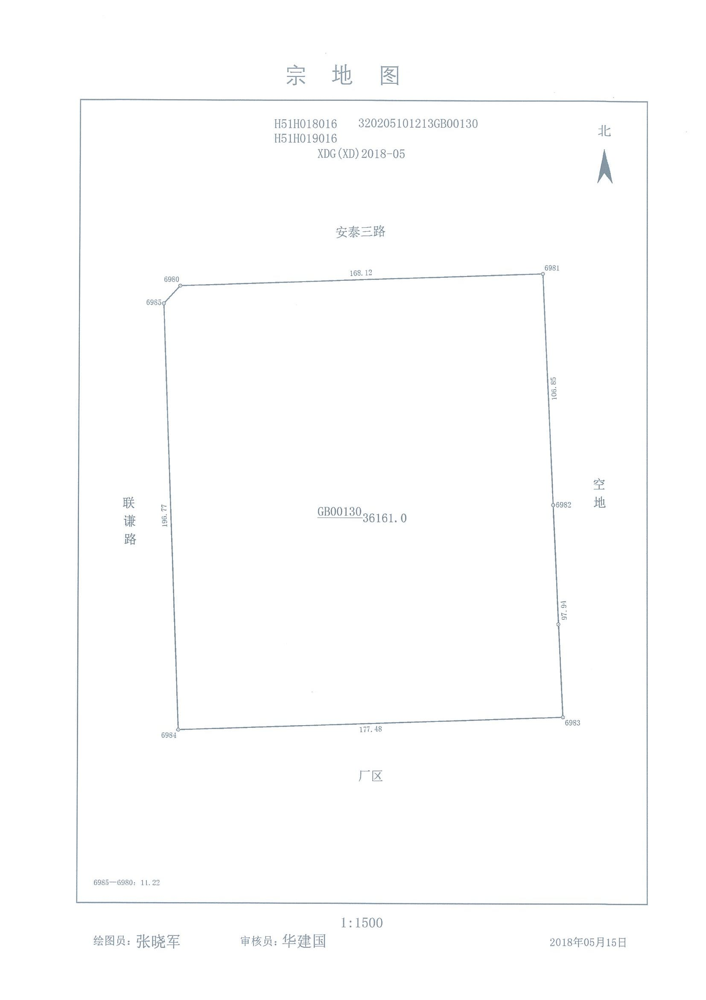 宗 地 图
H51H018016 320205101213GB00130
H51H019016
XDG(XD)2018-05
北
安泰三路
168.12
6980
6981
6985
106.85
空地
6982
联谦路
196.77
GB00130 36161.0
97.94
6983
6984
177.48
厂区
6985—6980: 11.22
1:1500
绘图员: 张晓军 审核员: 华建国 2018年05月15日